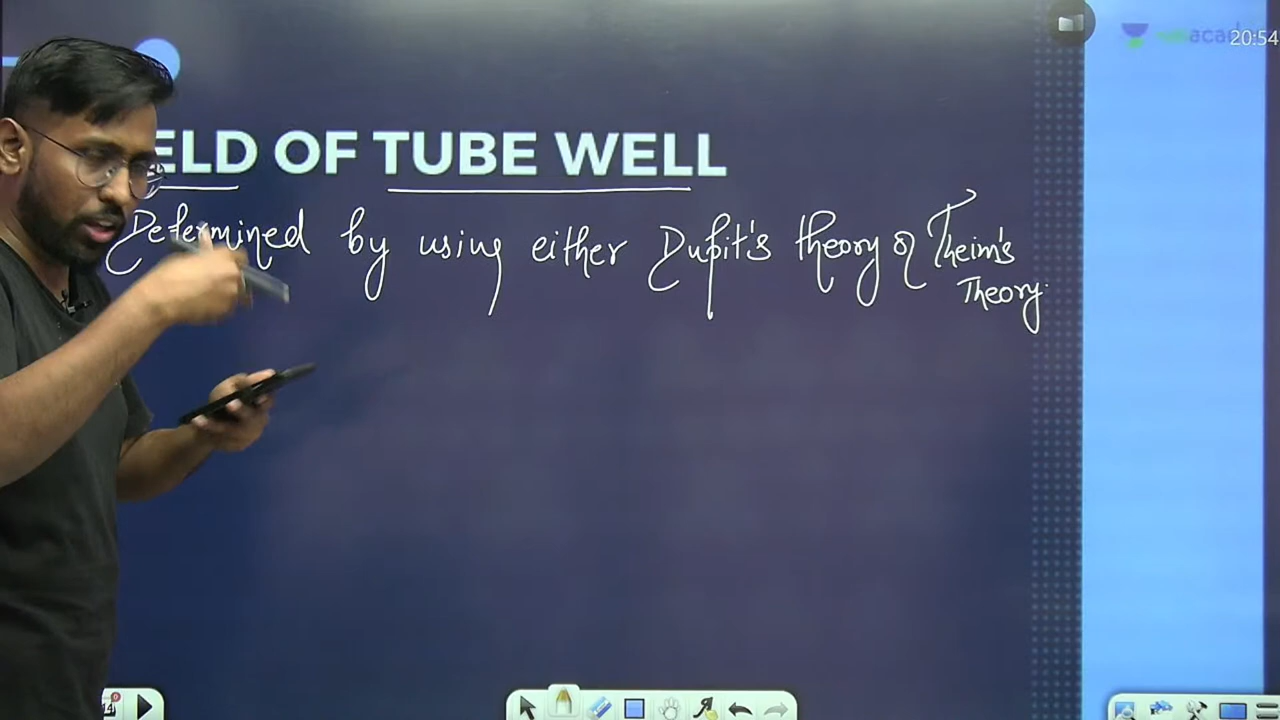 ELD OF TUBE WELL
Determined by using either Dupit's theory or Theim's
Theory.
20:54